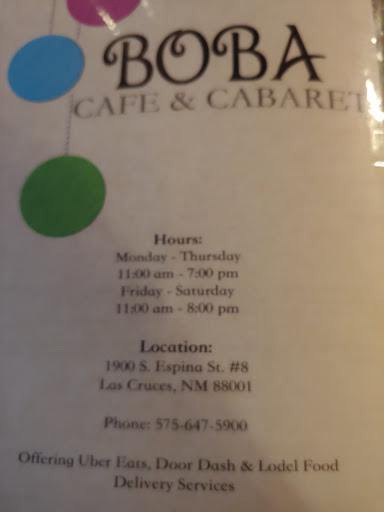 BOBA
CAFE & CABARET
Hours:
Monday - Thursday
11:00 am - 7:00 pm
Friday - Saturday
11:00 am - 8:00 pm
Location:
1900 S. Espina St. #8
Las Cruces, NM 88001
Phone: 575-647-5900
Offering Uber Eats, Door Dash & Lodel Food
Delivery Services